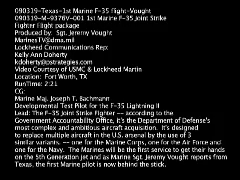 090319-Texas-1st Marine F-35 Flight-Vought
090319-M-9376V-001 1st Marine F-35 Joint Strike
Fighter Flight package
Produced by: Sgt. Jeremy Vought
MarinesTV@dma.mil
Lockheed Communications Rep:
Kelly Ann Doherty
kdoherty@postrategies.com
Video Courtesy of USMC & Lockheed Martin
Location: Fort Worth, TX
RunTime: 2:21
CG:
Marine Maj. Joseph T. Bachmann
Developmental Test Pilot for the F-35 Lightning II
Lead: The F-35 Joint Strike Fighter -- according to the
Government Accountability Office, it's the Department of Defense's
most complex and ambitious aircraft acquisition. It's designed
to replace multiple aircraft in the U.S. arsenal by the use of 3
similar variants, -- one for the Marine Corps, one for the Air Force and
one for the Navy. The Marines will be the first service to get their hands
on the 5th Generation jet and as Marine Sgt. Jeremy Vought reports from
Texas, the first Marine pilot is now behind the stick.